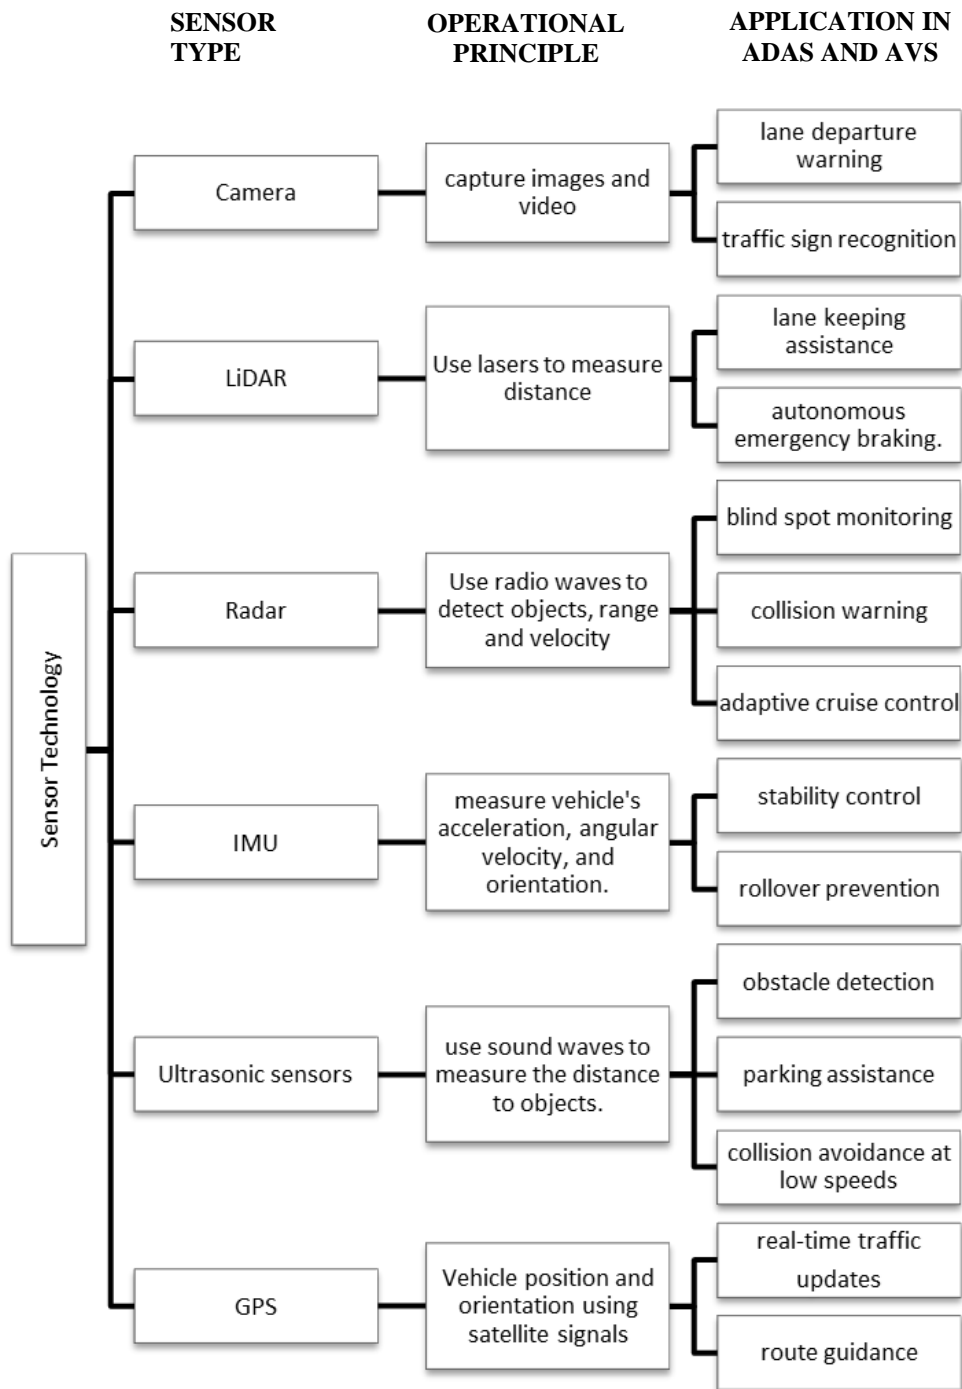 SENSOR
TYPE
OPERATIONAL
PRINCIPLE
APPLICATION IN
ADAS AND AVS
Sensor Technology
Camera
capture images and
video
lane departure
warning
traffic sign recognition
LiDAR
Use lasers to measure
distance
lane keeping
assistance
autonomous
emergency braking.
Radar
Use radio waves to
detect objects, range
and velocity
blind spot monitoring
collision warning
adaptive cruise control
IMU
measure vehicle's
acceleration, angular
velocity, and
orientation.
stability control
rollover prevention
Ultrasonic sensors
use sound waves to
measure the distance
to objects.
obstacle detection
parking assistance
collision avoidance at
low speeds
GPS
Vehicle position and
orientation using
satellite signals
real-time traffic
updates
route guidance